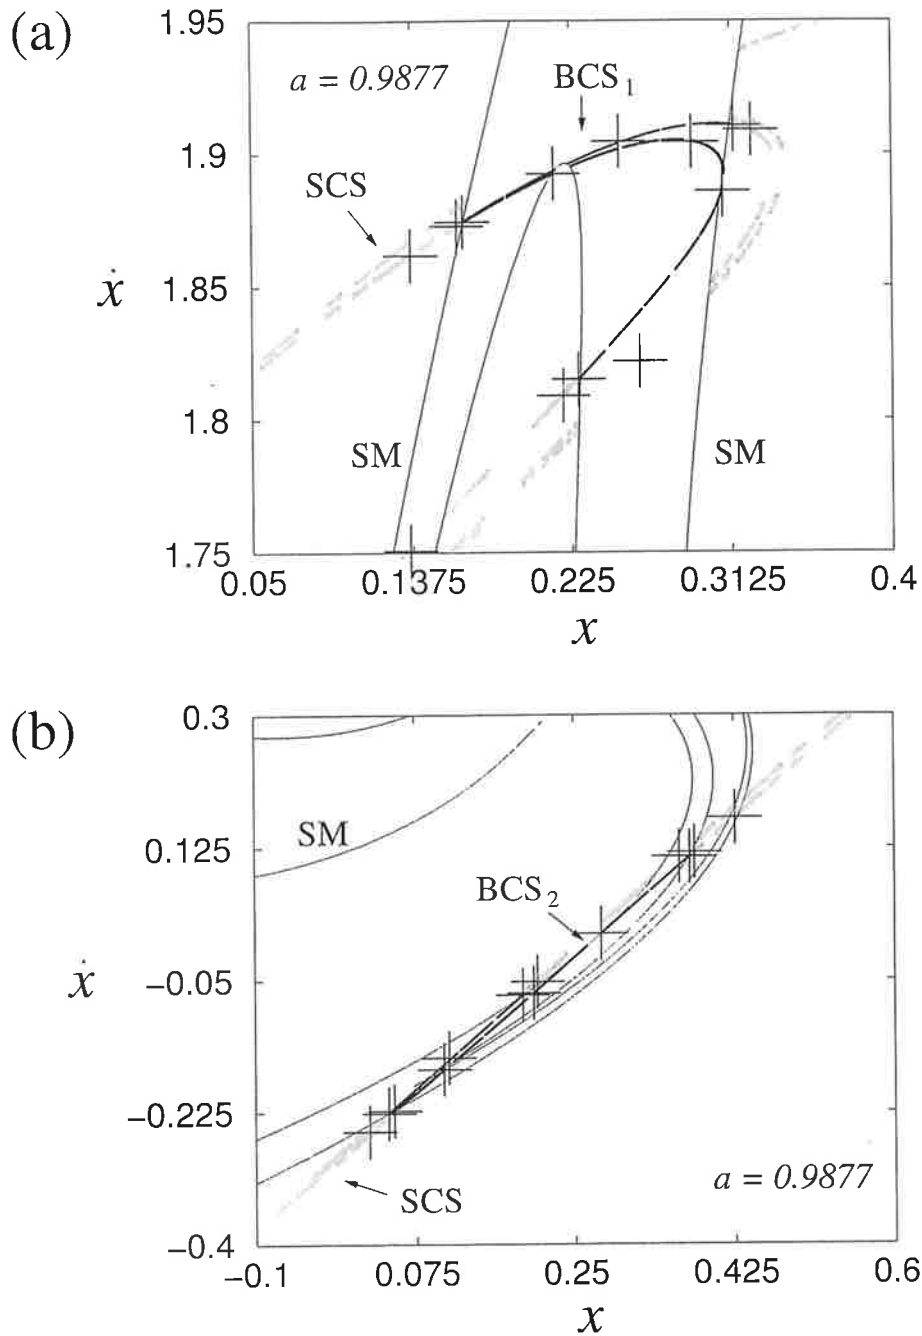 (a)
1.95
a = 0.9877
BCS1
1.9
SCS
ẋ
1.85
1.8
SM
SM
1.75
0.05 0.1375 0.225 0.3125 0.4
x
(b)
0.3
SM
0.125
BCS2
ẋ
-0.05
-0.225
SCS
a = 0.9877
-0.4
-0.1 0.075 0.25 0.425 0.6
x